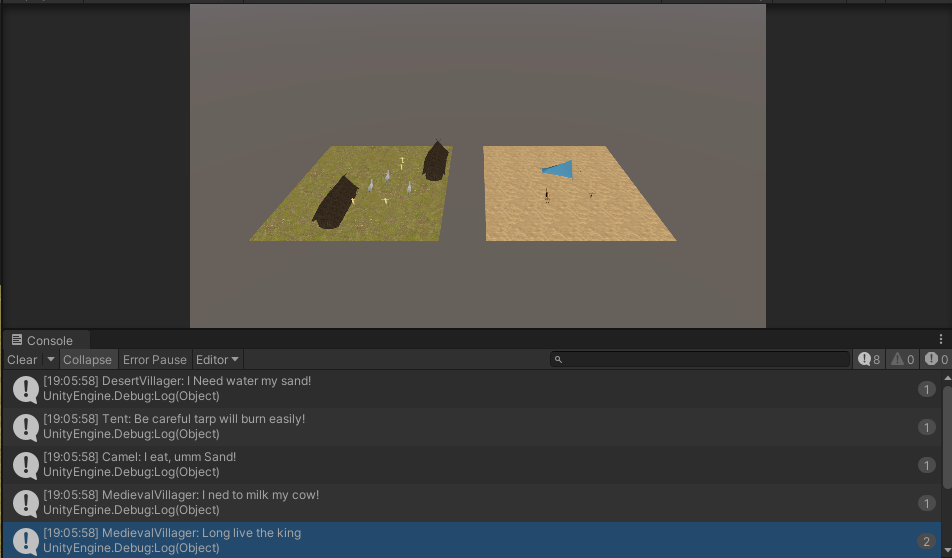 Console
Clear Collapse Error Pause Editor 8 0 0
[19:05:58] DesertVillager: I Need water my sand!
UnityEngine.Debug:Log(Object)
1
[19:05:58] Tent: Be careful tarp will burn easily!
UnityEngine.Debug:Log(Object)
1
[19:05:58] Camel: I eat, umm Sand!
UnityEngine.Debug:Log(Object)
1
[19:05:58] MedievalVillager: I ned to milk my cow!
UnityEngine.Debug:Log(Object)
1
[19:05:58] MedievalVillager: Long live the king
UnityEngine.Debug:Log(Object)
2